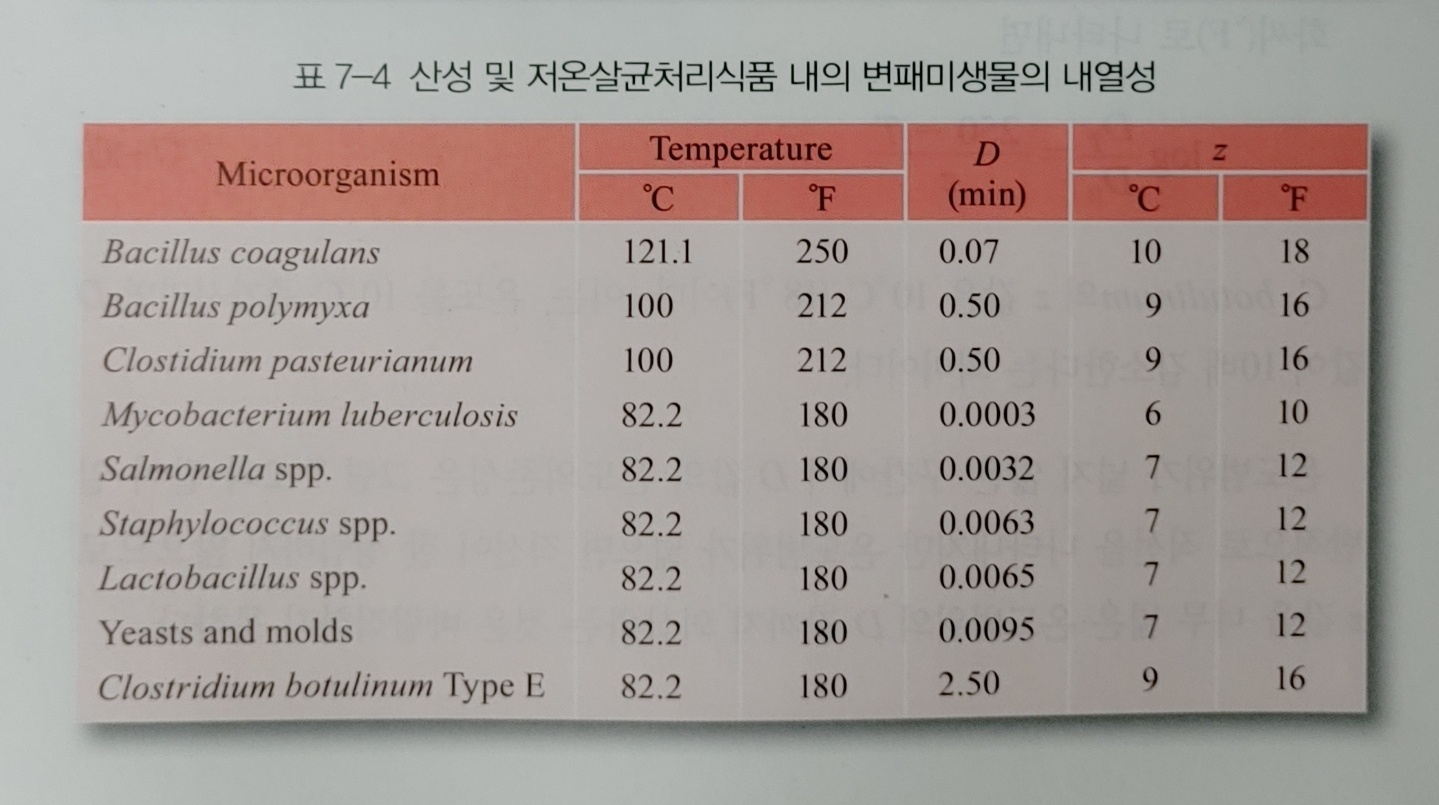 표 7–4 산성 및 저온살균처리식품 내의 변패미생물의 내열성
Microorganism Temperature D (min) z
℃ ℉ ℃ ℉
Bacillus coagulans 121.1 250 0.07 10 18
Bacillus polymyxa 100 212 0.50 9 16
Clostidium pasteurianum 100 212 0.50 9 16
Mycobacterium luberculosis 82.2 180 0.0003 6 10
Salmonella spp. 82.2 180 0.0032 7 12
Staphylococcus spp. 82.2 180 0.0063 7 12
Lactobacillus spp. 82.2 180 0.0065 7 12
Yeasts and molds 82.2 180 0.0095 7 12
Clostridium botulinum Type E 82.2 180 2.50 9 16